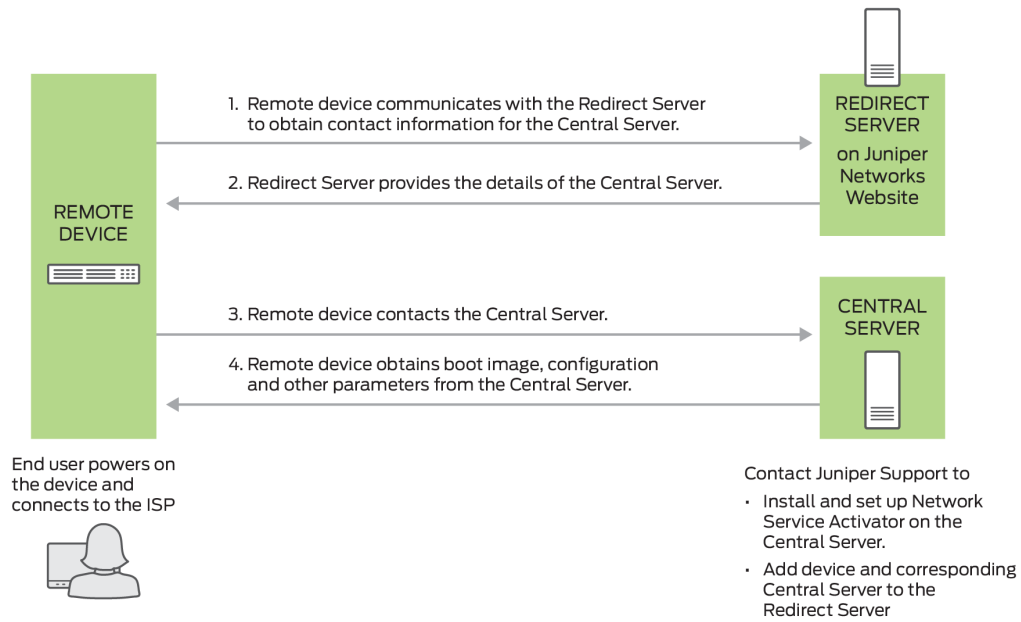 1. Remote device communicates with the Redirect Server
to obtain contact information for the Central Server.
REDIRECT
SERVER
on Juniper
Networks
Website
2. Redirect Server provides the details of the Central Server.
REMOTE
DEVICE
3. Remote device contacts the Central Server.
CENTRAL
SERVER
4. Remote device obtains boot image, configuration
and other parameters from the Central Server.
End user powers on
the device and
connects to the ISP
Contact Juniper Support to
• Install and set up Network
Service Activator on the
Central Server.
• Add device and corresponding
Central Server to the
Redirect Server